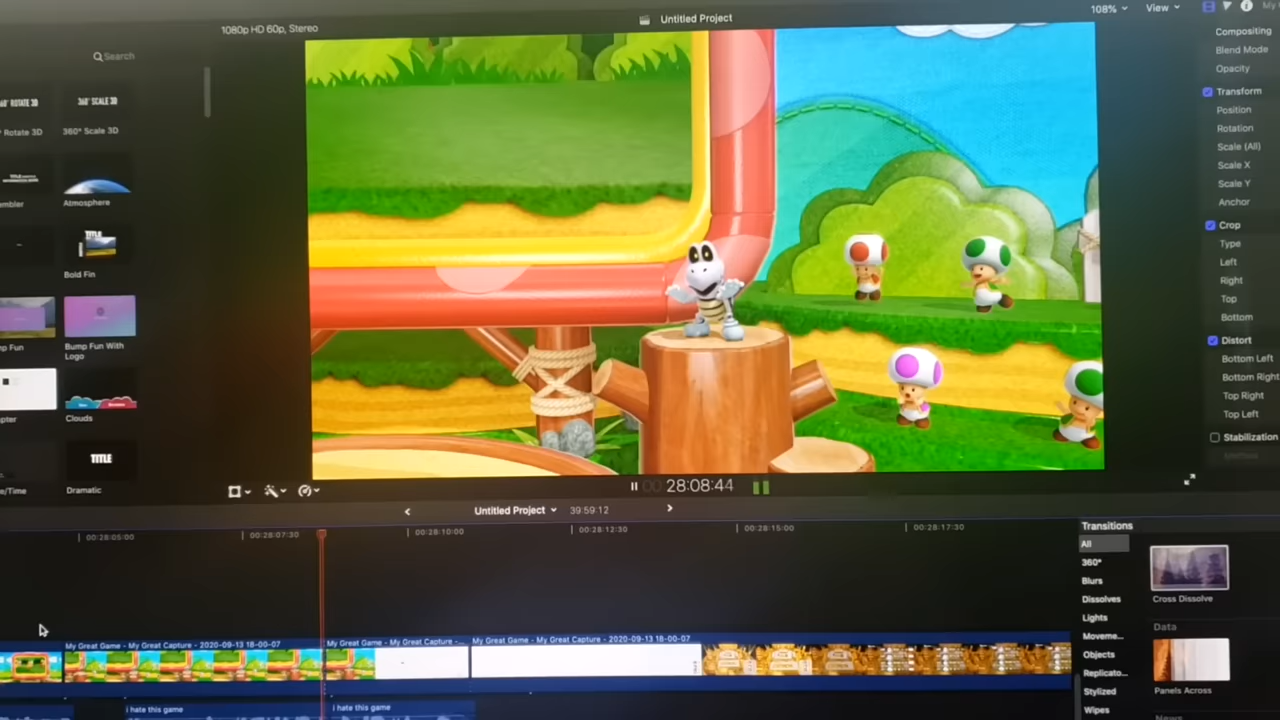 Untitled Project
108%
View
1080p HD 60p, Stereo
Search
360° SCALE 3D
Rotate 3D
360° Scale 3D
Atmosphere
TITLE
Bold Fin
Bump Fun With
Logo
Clouds
TITLE
Dramatic
e/Time
Compositing
Blend Mode
Opacity
Transform
Position
Rotation
Scale (All)
Scale X
Scale Y
Anchor
Crop
Type
Left
Right
Top
Bottom
Distort
Bottom Left
Bottom Right
Top Right
Top Left
Stabilization
28:08:44
Untitled Project
39:59:12
00:28:05:00
00:28:07:30
00:28:10:00
00:28:12:30
00:28:15:00
00:28:17:30
My Great Game - My Great Capture - 2020-09-13 18-00-07
My Great Game - My Great Capture -...
My Great Game - My Great Capture - 2020-09-13 18-00-07
i hate this game
i hate this game
Transitions
All
360°
Blurs
Dissolves
Lights
Moveme...
Objects
Replicato...
Stylized
Wipes
Cross Dissolve
Data
Panels Across